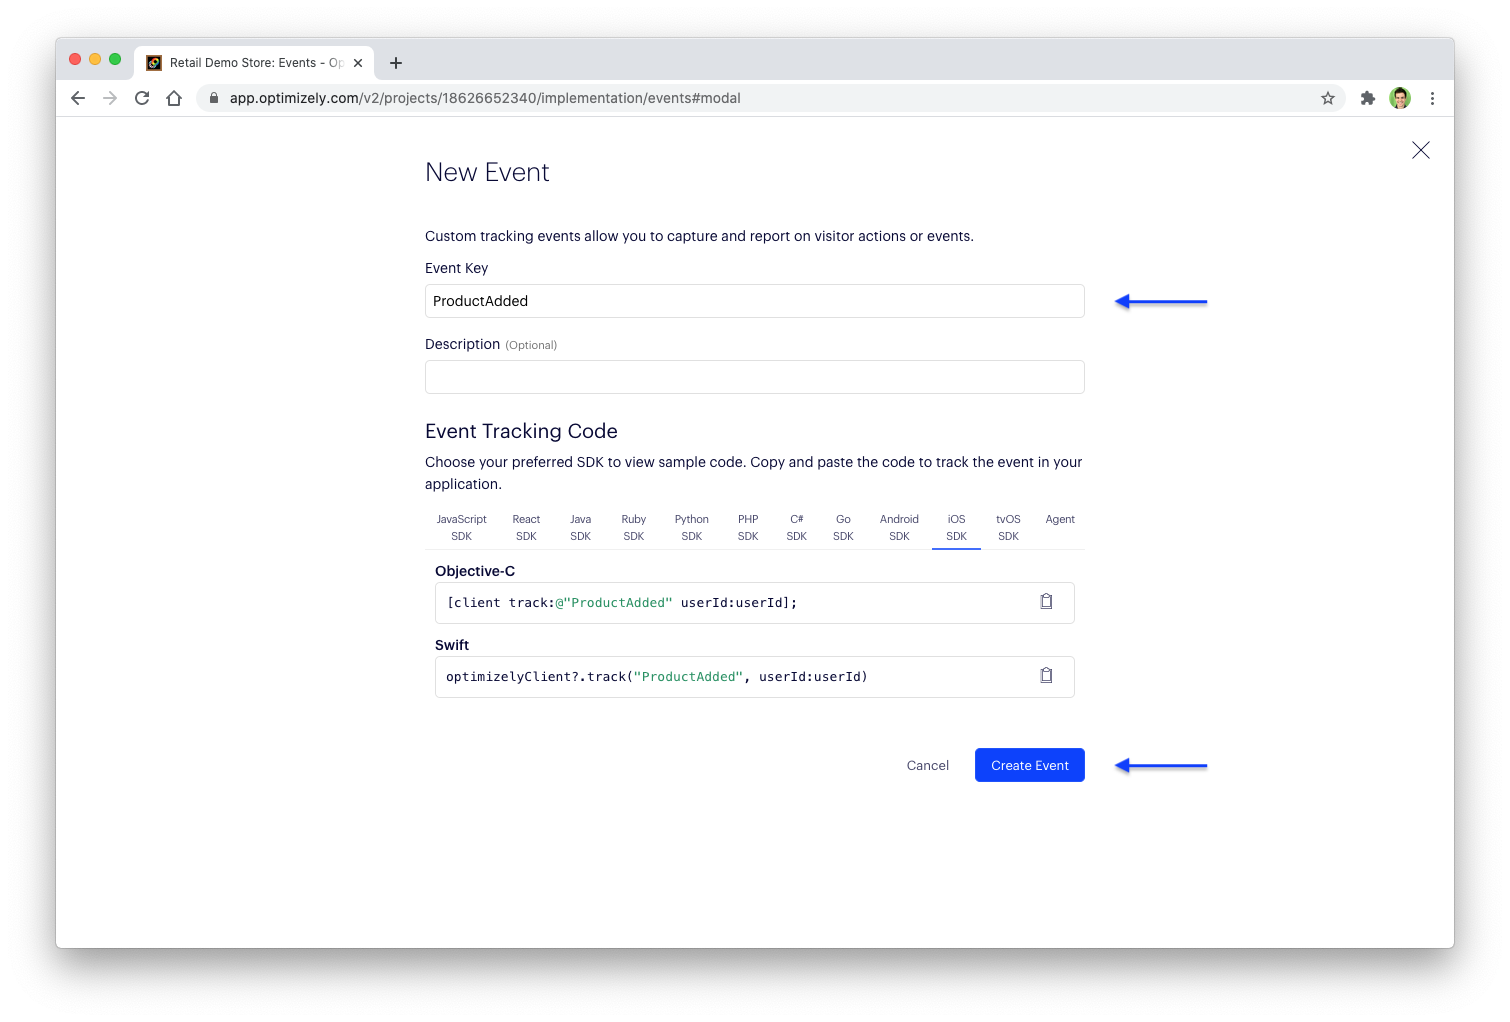 Retail Demo Store: Events - Op
app.optimizely.com/v2/projects/18626652340/implementation/events#modal
New Event
Custom tracking events allow you to capture and report on visitor actions or events.
Event Key
ProductAdded
Description (Optional)
Event Tracking Code
Choose your preferred SDK to view sample code. Copy and paste the code to track the event in your
application.
JavaScript SDK
React SDK
Java SDK
Ruby SDK
Python SDK
PHP SDK
C# SDK
Go SDK
Android SDK
iOS SDK
tvOS SDK
Agent
Objective-C
[client track:@"ProductAdded" userId:userId];
Swift
optimizelyClient?.track("ProductAdded", userId:userId)
Cancel
Create Event